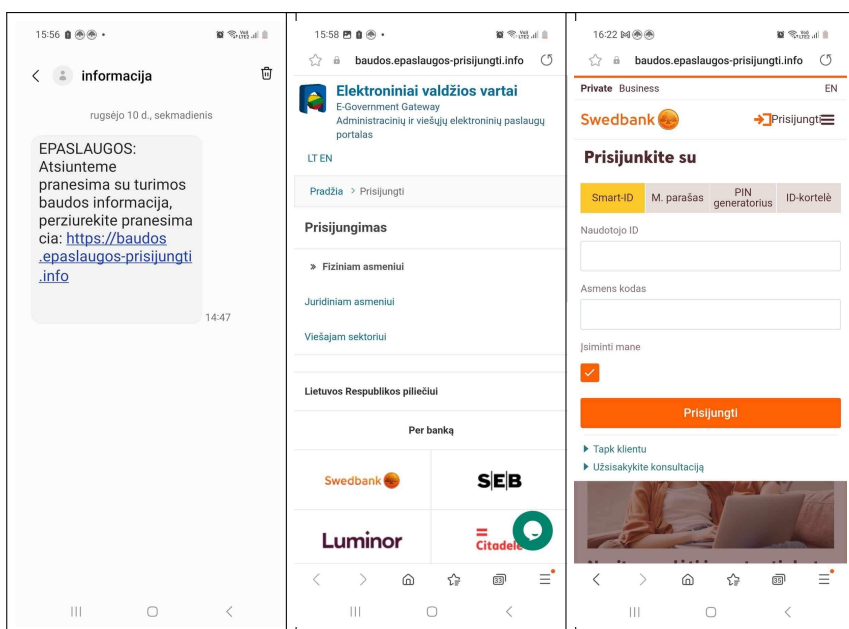 15:56
informacija
rugsėjo 10 d., sekmadienis
EPASLAUGOS:
Atsiunteme
pranesima su turimos
baudos informacija,
perziurekite pranesima
cia: https://baudos
.epaslaugos-prisijungti
.info
14:47
15:58
baudos.epaslaugos-prisijungti.info
Elektroniniai valdžios vartai
E-Government Gateway
Administracinių ir viešųjų elektroninių paslaugų
portalas
LT EN
Pradžia > Prisijungti
Prisijungimas
» Fiziniam asmeniui
Juridiniam asmeniui
Viešajam sektoriui
Lietuvos Respublikos piliečiui
Per banką
Swedbank
SEB
Luminor
Citadele
16:22
baudos.epaslaugos-prisijungti.info
Private Business EN
Swedbank Prisijungti
Prisijunkite su
Smart-ID M. parašas PIN generatorius ID-kortelė
Naudotojo ID
Asmens kodas
Įsiminti mane
Prisijungti
Tapk klientu
Užsisakykite konsultaciją